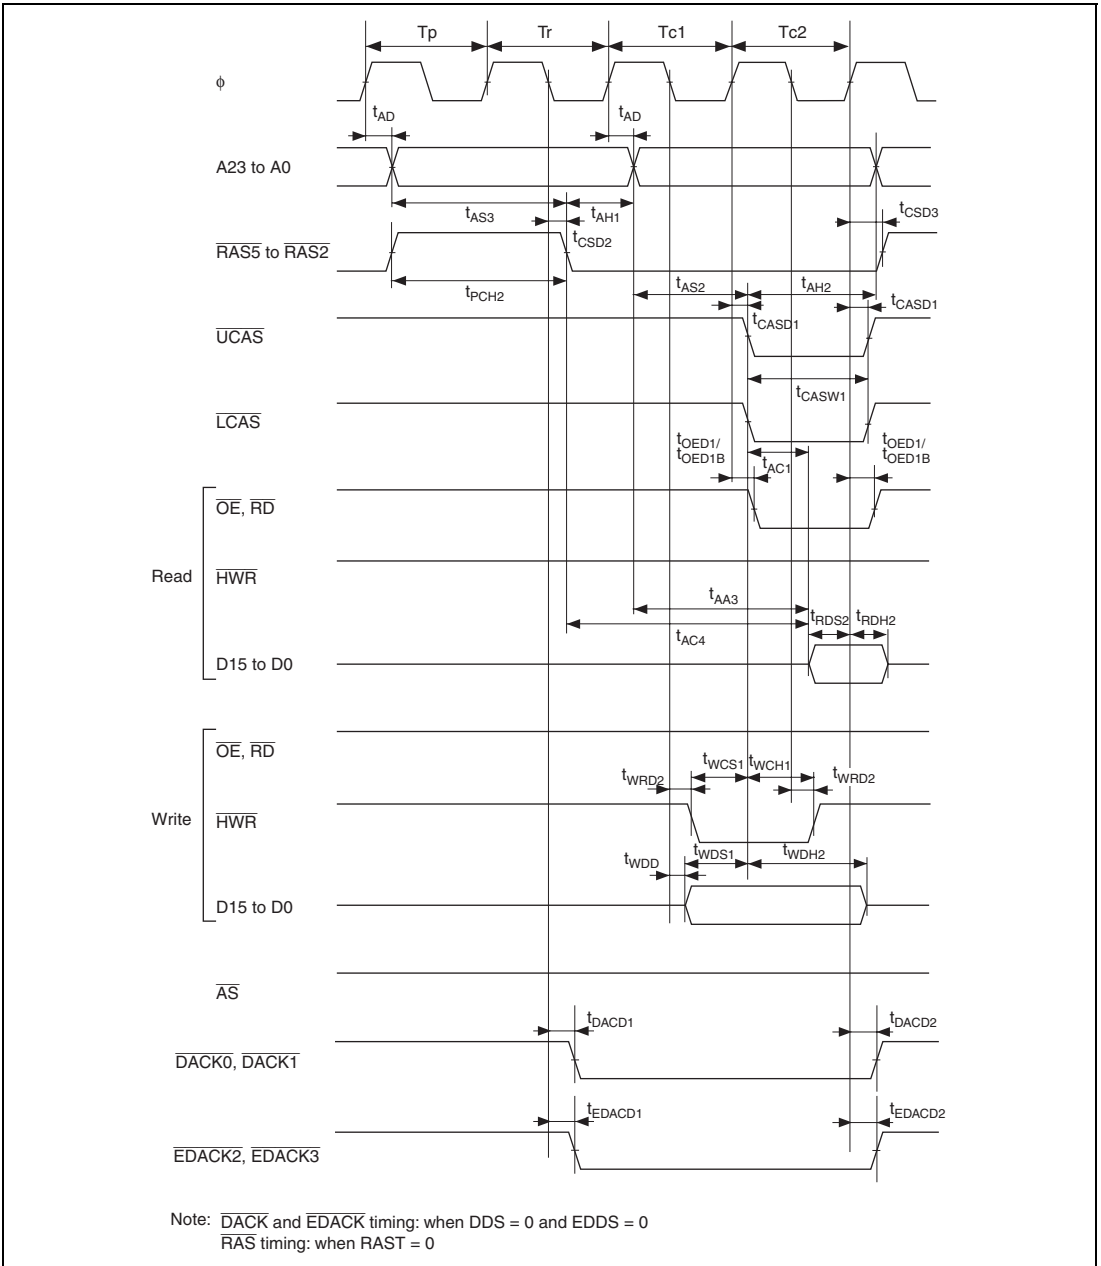 Tp Tr Tc1 Tc2
φ
tAD tAD
A23 to A0
tAS3 tAH1 tCSD3
tCSD2
RAS5 to RAS2
tPCH2 tAS2 tAH2
tCASD1 tCASD1
UCAS
tCASW1
LCAS
tOED1/ tOED1B tAC1 tOED1/ tOED1B
OE, RD
Read HWR
tAA3
tRDS2 tRDH2
tAC4
D15 to D0
OE, RD
tWCS1 tWCH1
tWRD2 tWRD2
Write HWR
tWDS1 tWDH2
tWDD
D15 to D0
AS
tDACD1 tDACD2
DACK0, DACK1
tEDACD1 tEDACD2
EDACK2, EDACK3
Note: DACK and EDACK timing: when DDS = 0 and EDDS = 0
RAS timing: when RAST = 0